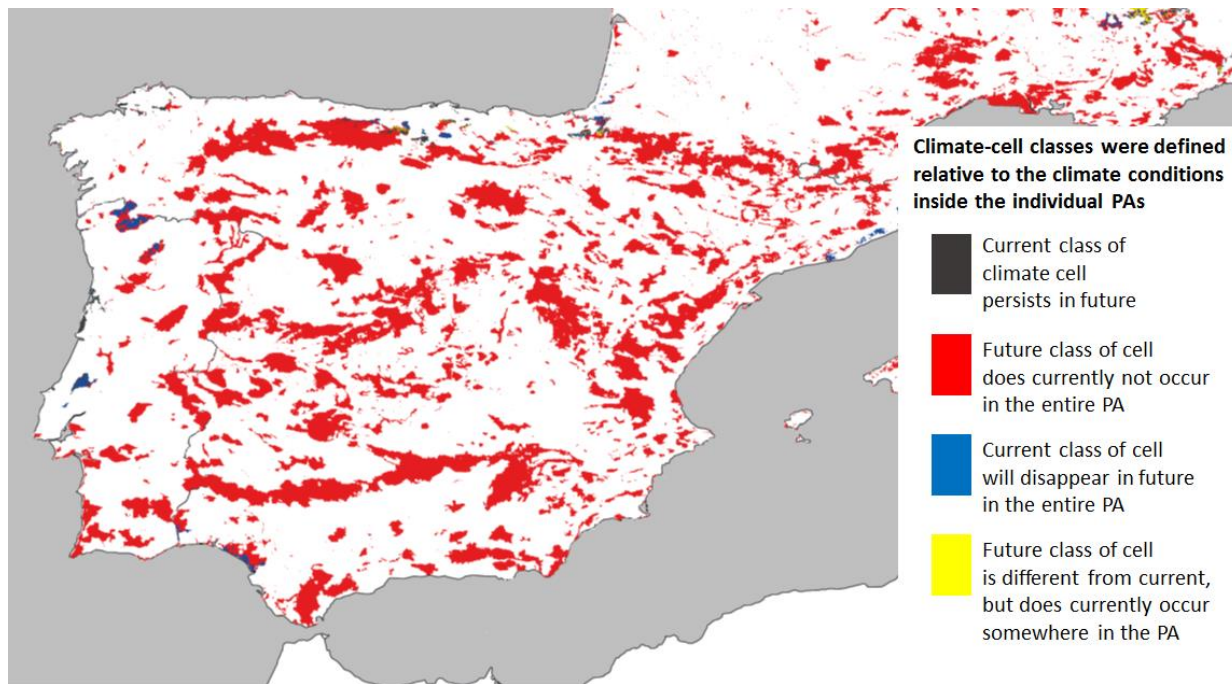 Climate-cell classes were defined
relative to the climate conditions
inside the individual PAs
Current class of
climate cell
persists in future
Future class of cell
does currently not occur
in the entire PA
Current class of cell
will disappear in future
in the entire PA
Future class of cell
is different from current,
but does currently occur
somewhere in the PA